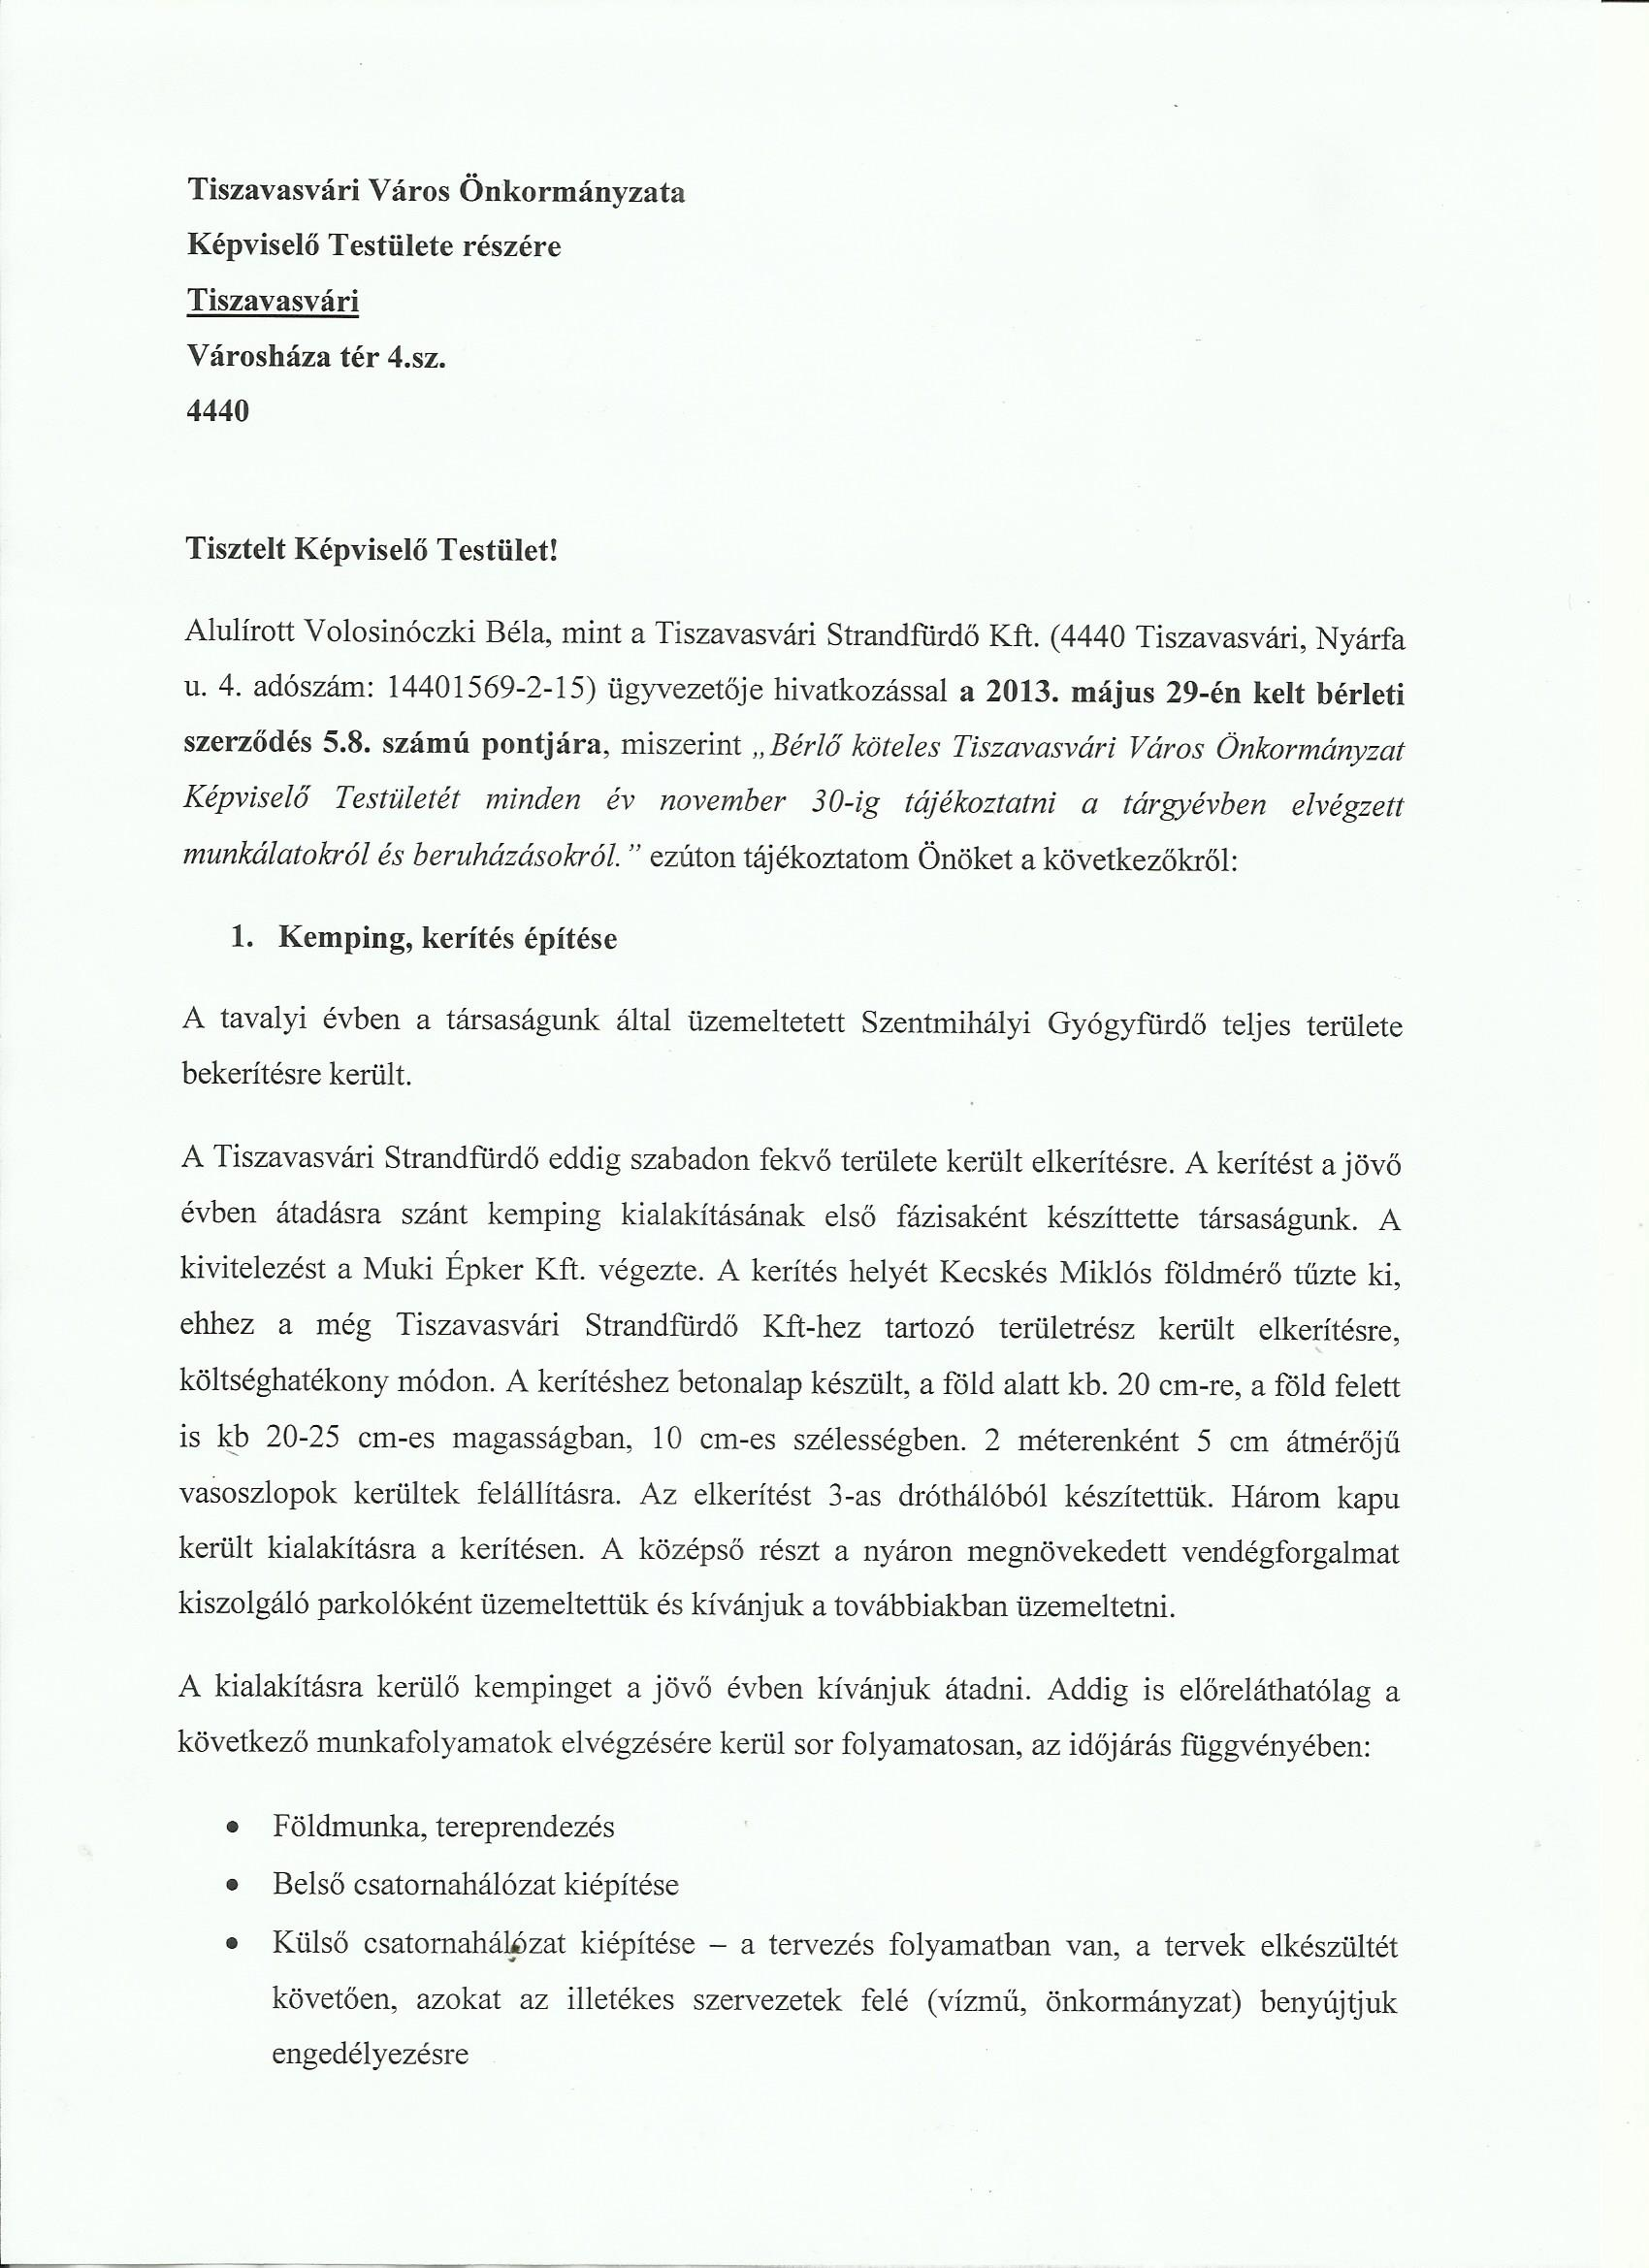 Tiszavasvári Város Önkormányzata
Képviselő Testülete részére
Tiszavasvári
Városháza tér 4.sz.
4440
Tisztelt Képviselő Testület!
Alulírott Volosinóczki Béla, mint a Tiszavasvári Strandfürdő Kft. (4440 Tiszavasvári, Nyárfa
u. 4. adószám: 14401569-2-15) ügyvezetője hivatkozással a 2013. május 29-én kelt bérleti
szerződés 5.8. számú pontjára, miszerint „Bérlő köteles Tiszavasvári Város Önkormányzat
Képviselő Testületét minden év november 30-ig tájékoztatni a tárgyévben elvégzett
munkálatokról és beruházásokról." ezúton tájékoztatom Önöket a következőkről:
1. Kemping, kerítés építése
A tavalyi évben a társaságunk által üzemeltetett Szentmihályi Gyógyfürdő teljes területe
bekerítésre került.
A Tiszavasvári Strandfürdő eddig szabadon fekvő területe került elkerítésre. A kerítést a jövő
évben átadásra szánt kemping kialakításának első fázisaként készíttette társaságunk. A
kivitelezést a Muki Épker Kft. végezte. A kerítés helyét Kecskés Miklós földmérő tűzte ki,
ehhez a még Tiszavasvári Strandfürdő Kft-hez tartozó területrész került elkerítésre,
költséghatékony módon. A kerítéshez betonalap készült, a föld alatt kb. 20 cm-re, a föld felett
is kb 20-25 cm-es magasságban, 10 cm-es szélességben. 2 méterenként 5 cm átmérőjű
vasoszlopok kerültek felállításra. Az elkerítést 3-as dróthálóból készítettük. Három kapu
került kialakításra a kerítésen. A középső részt a nyáron megnövekedett vendégforgalmat
kiszolgáló parkolóként üzemeltettük és kívánjuk a továbbiakban üzemeltetni.
A kialakításra kerülő kempinget a jövő évben kívánjuk átadni. Addig is előreláthatólag a
következő munkafolyamatok elvégzésére kerül sor folyamatosan, az időjárás függvényében:
• Földmunka, tereprendezés
• Belső csatornahálózat kiépítése
• Külső csatornahálózat kiépítése – a tervezés folyamatban van, a tervek elkészültét
követően, azokat az illetékes szervezetek felé (vízmű, önkormányzat) benyújtjuk
engedélyezésre